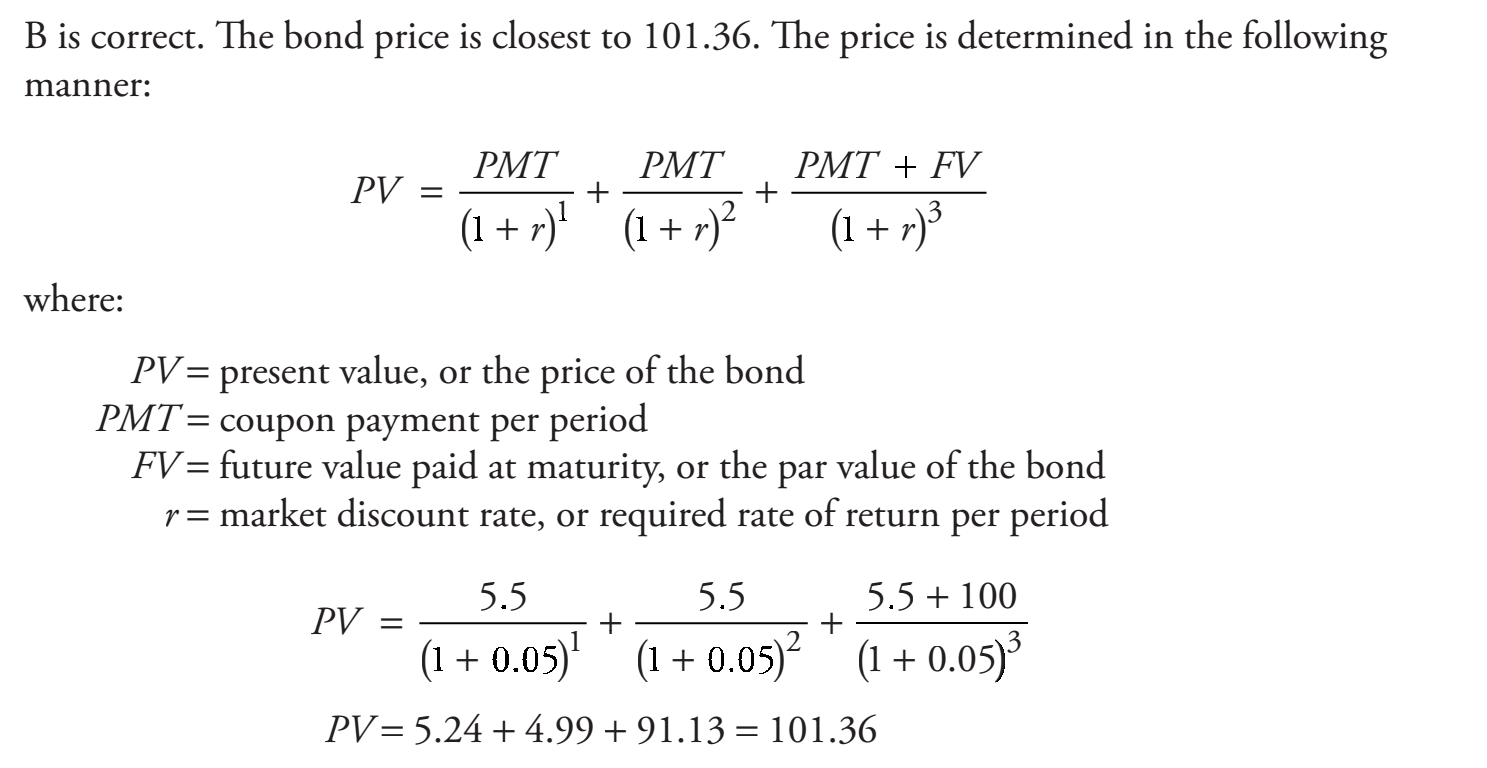 B is correct. The bond price is closest to 101.36. The price is determined in the following
manner:
PV = PMT/(1 + r)^1 + PMT/(1 + r)^2 + (PMT + FV)/(1 + r)^3
where:
PV = present value, or the price of the bond
PMT = coupon payment per period
FV = future value paid at maturity, or the par value of the bond
r = market discount rate, or required rate of return per period
PV = 5.5/(1 + 0.05)^1 + 5.5/(1 + 0.05)^2 + (5.5 + 100)/(1 + 0.05)^3
PV = 5.24 + 4.99 + 91.13 = 101.36